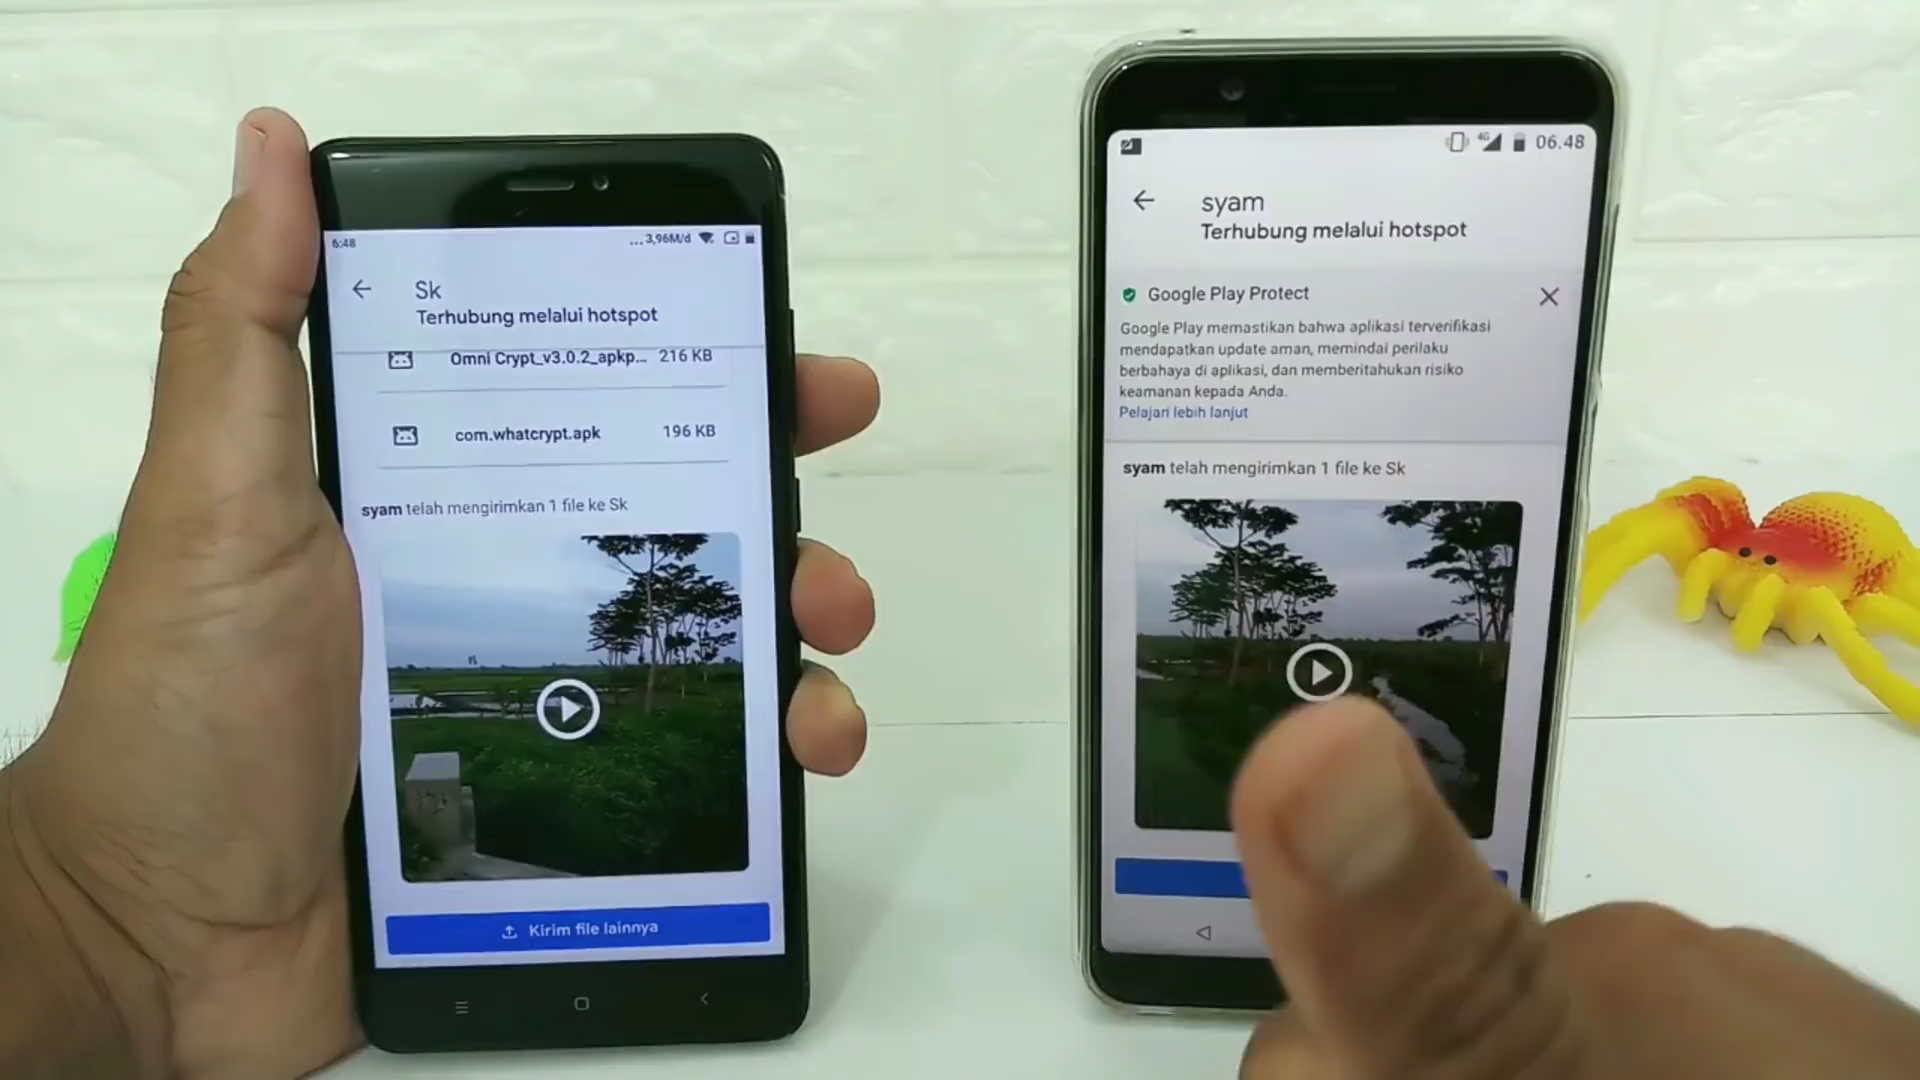 6:48
...3,96M/d
Sk
Terhubung melalui hotspot
Omni Crypt_v3.0.2_apkp... 216 KB
com.whatcrypt.apk 196 KB
syam telah mengirimkan 1 file ke Sk
Kirim file lainnya
4G 06.48
syam
Terhubung melalui hotspot
Google Play Protect
Google Play memastikan bahwa aplikasi terverifikasi
mendapatkan update aman, memindai perilaku
berbahaya di aplikasi, dan memberitahukan risiko
keamanan kepada Anda.
Pelajari lebih lanjut
syam telah mengirimkan 1 file ke Sk